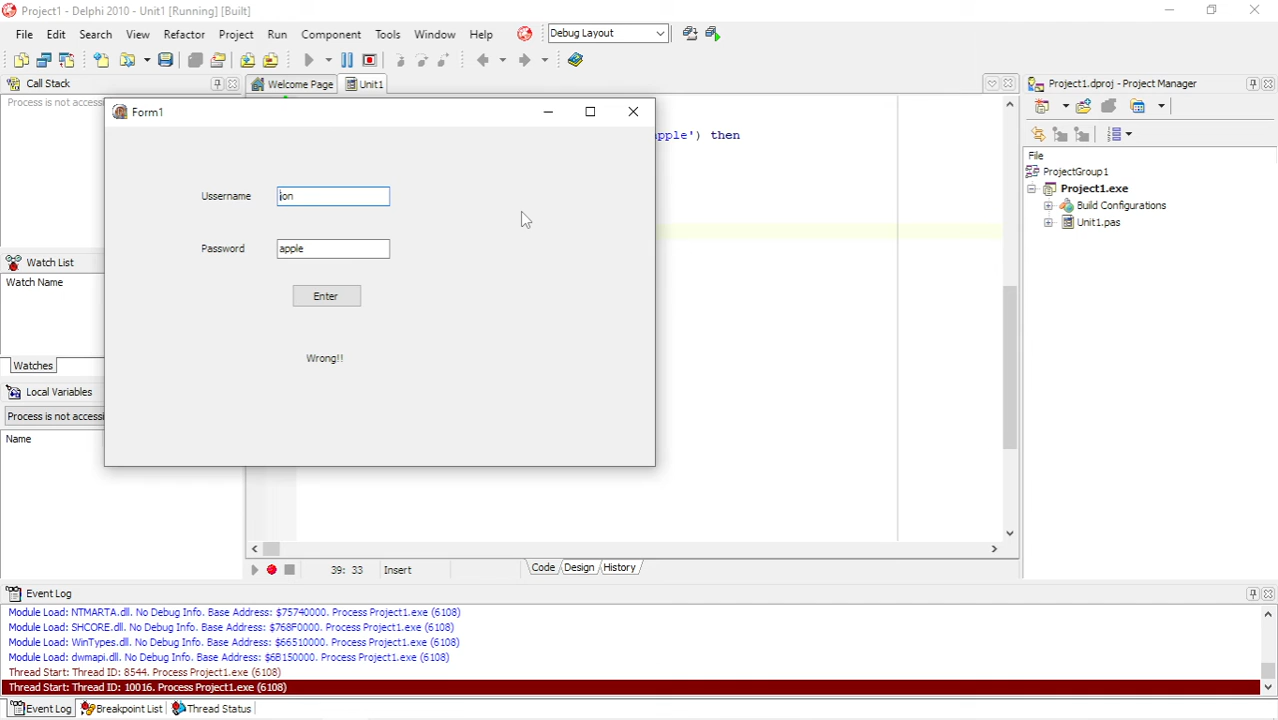 Project1 - Delphi 2010 - Unit1 [Running] [Built]
File Edit Search View Refactor Project Run Component Tools Window Help Debug Layout
Call Stack
Welcome Page Unit1
Project1.dproj - Project Manager
Process is not acces
Form1
apple') then
File
ProjectGroup1
Project1.exe
Build Configurations
Unit1.pas
Ussername jon
Password apple
Enter
Wrong!!
Watch List
Watch Name
Watches
Local Variables
Process is not accessi
Name
39: 33 Insert Code Design History
Event Log
Module Load: NTMARTA.dll. No Debug Info. Base Address: $75740000. Process Project1.exe (6108)
Module Load: SHCORE.dll. No Debug Info. Base Address: $768F0000. Process Project1.exe (6108)
Module Load: WinTypes.dll. No Debug Info. Base Address: $66510000. Process Project1.exe (6108)
Module Load: dwmapi.dll. No Debug Info. Base Address: $6B150000. Process Project1.exe (6108)
Thread Start: Thread ID: 8544. Process Project1.exe (6108)
Thread Start: Thread ID: 10016. Process Project1.exe (6108)
Event Log Breakpoint List Thread Status